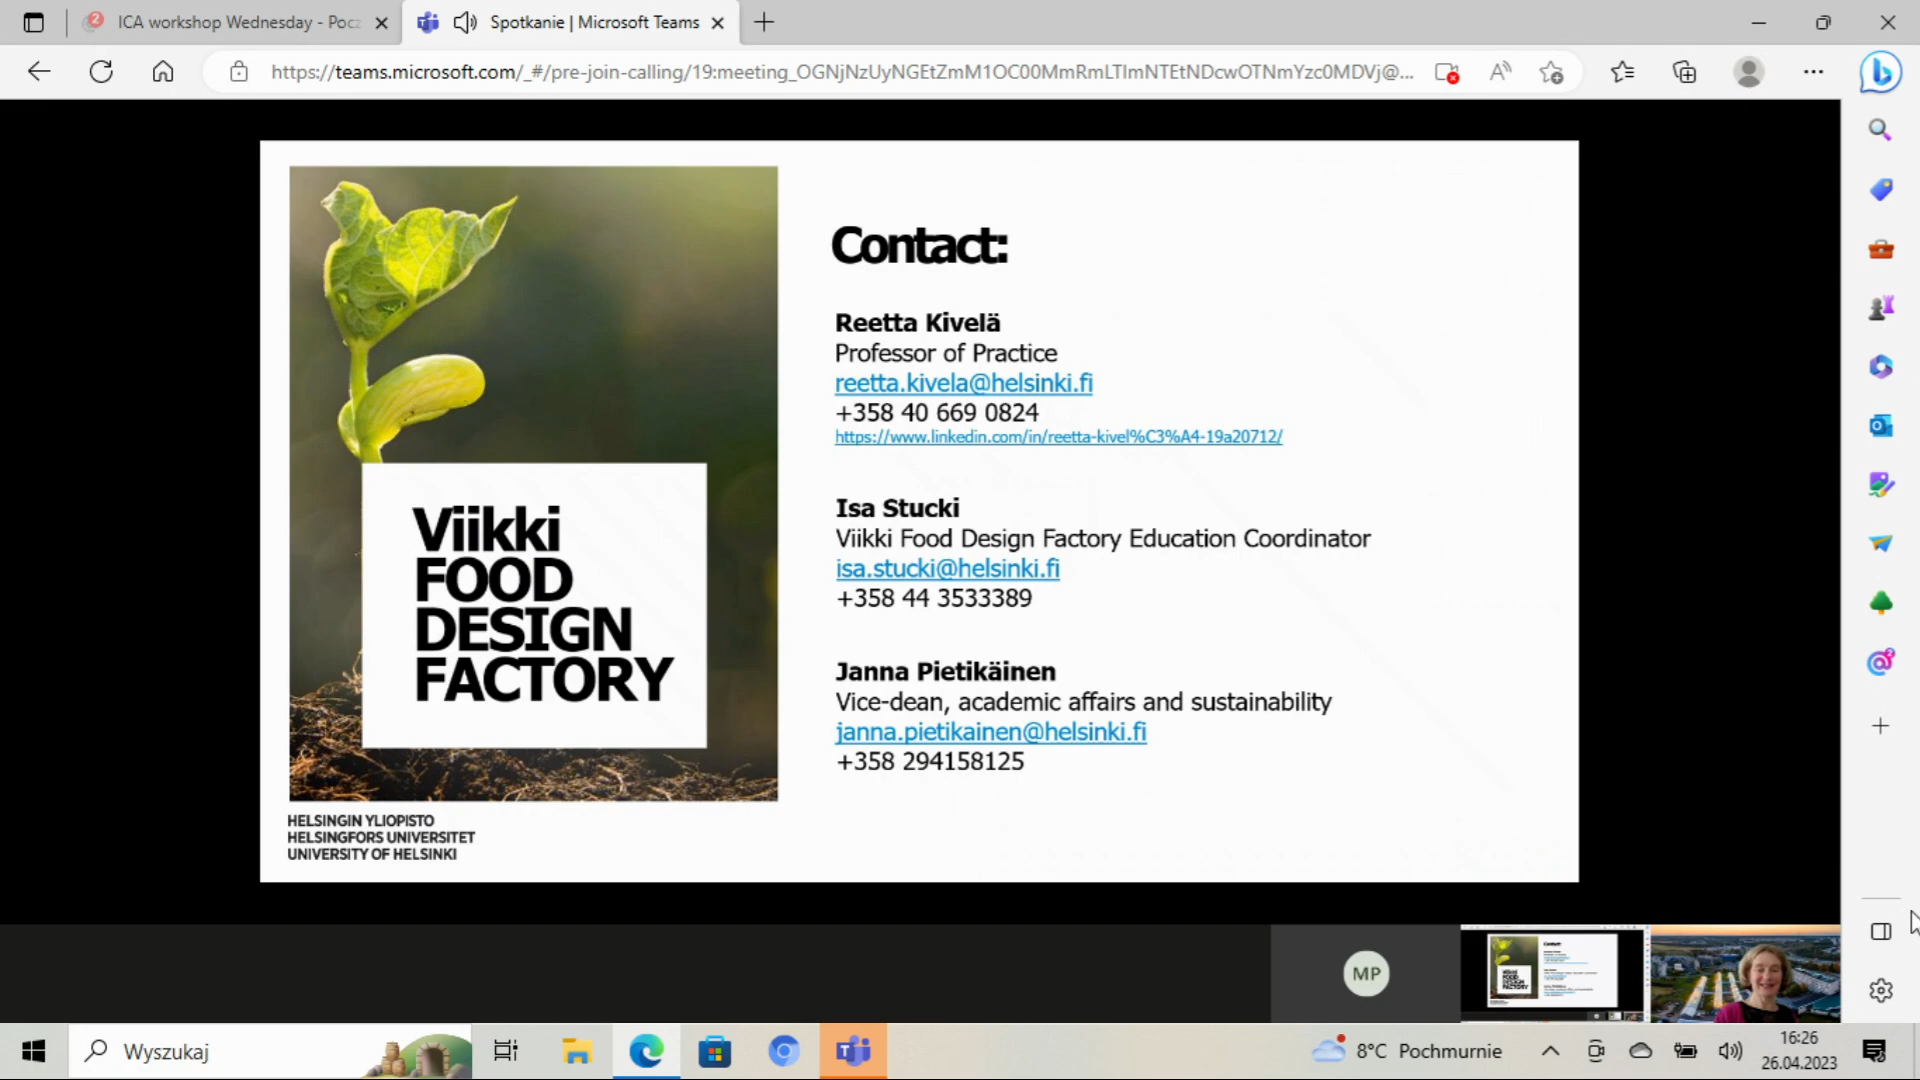 ICA workshop Wednesday - Pocz
Spotkanie | Microsoft Teams
https://teams.microsoft.com/_#/pre-join-calling/19:meeting_OGNjNzUyNGEtZmM1OC00MmRmLTlmNTEtNDcwOTNmYzc0MDVj@...
Contact:
Reetta Kivelä
Professor of Practice
reetta.kivela@helsinki.fi
+358 40 669 0824
https://www.linkedin.com/in/reetta-kivel%C3%A4-19a20712/
Isa Stucki
Viikki Food Design Factory Education Coordinator
isa.stucki@helsinki.fi
+358 44 3533389
Janna Pietikäinen
Vice-dean, academic affairs and sustainability
janna.pietikainen@helsinki.fi
+358 294158125
Viikki
FOOD
DESIGN
FACTORY
HELSINGIN YLIOPISTO
HELSINGFORS UNIVERSITET
UNIVERSITY OF HELSINKI
MP
Wyszukaj
8°C Pochmurnie
16:26
26.04.2023